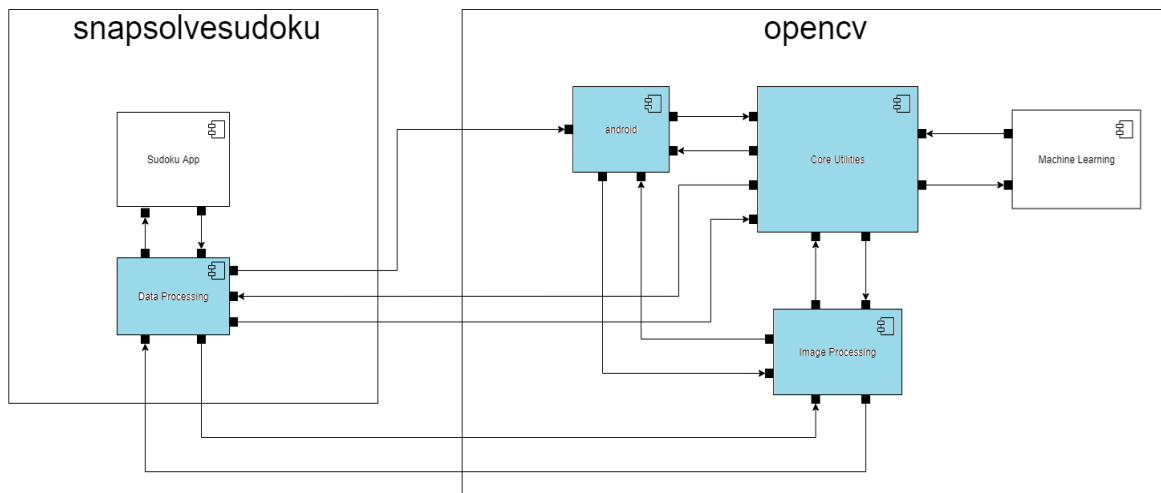 snapsolvesudoku
opencv
android
Core Utilities
Sudoku App
Machine Learning
Data Processing
Image Processing